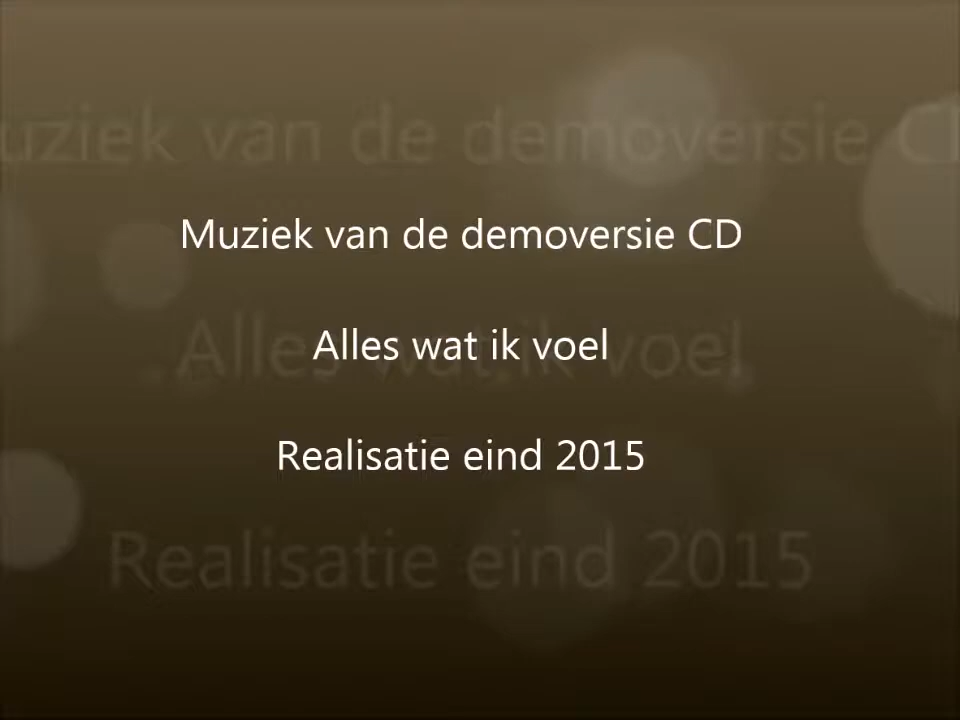 Muziek van de demoversie CD
Alles wat ik voel
Realisatie eind 2015